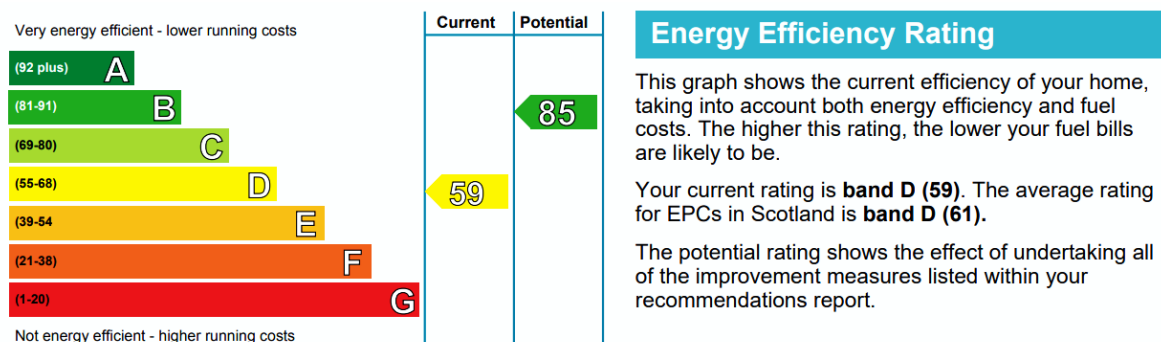 Current Potential
Very energy efficient - lower running costs
(92 plus) A
(81-91) B
85
(69-80) C
(55-68) D
59
(39-54 E
(21-38) F
(1-20) G
Not energy efficient - higher running costs
Energy Efficiency Rating
This graph shows the current efficiency of your home,
taking into account both energy efficiency and fuel
costs. The higher this rating, the lower your fuel bills
are likely to be.
Your current rating is band D (59). The average rating
for EPCs in Scotland is band D (61).
The potential rating shows the effect of undertaking all
of the improvement measures listed within your
recommendations report.